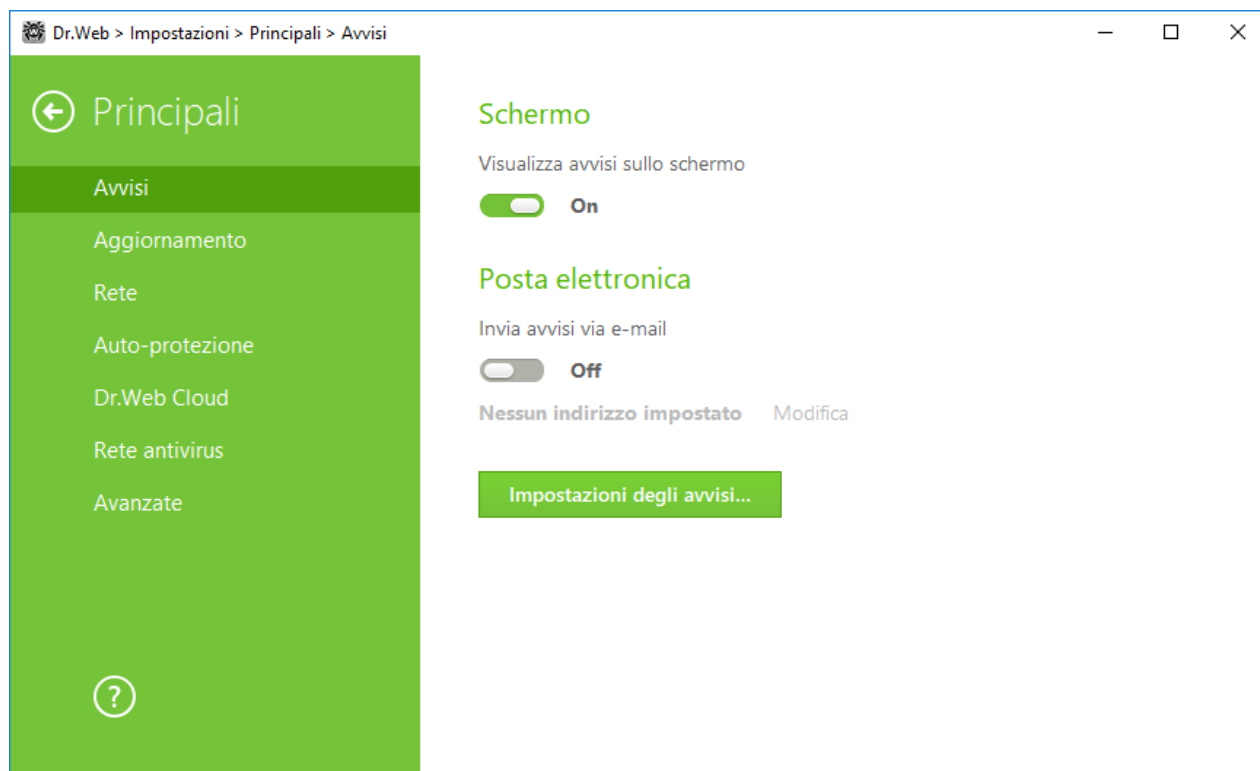 Dr.Web > Impostazioni > Principali > Avvisi
Principali
Avvisi
Aggiornamento
Rete
Auto-protezione
Dr.Web Cloud
Rete antivirus
Avanzate
?
Schermo
Visualizza avvisi sullo schermo
On
Posta elettronica
Invia avvisi via e-mail
Off
Nessun indirizzo impostato Modifica
Impostazioni degli avvisi...